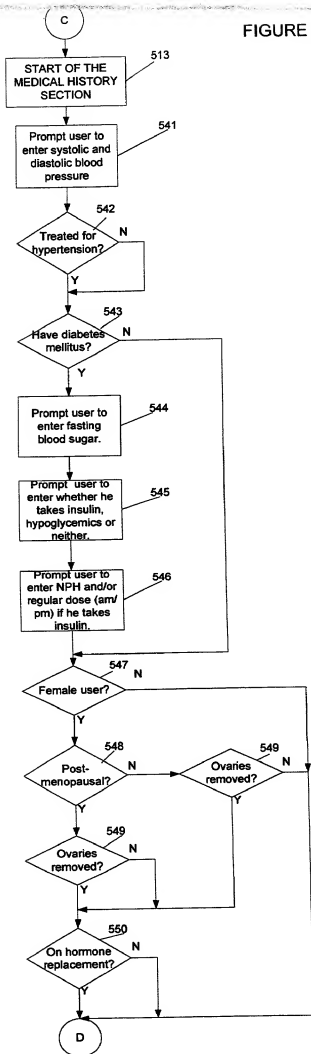 C
FIGURE
513
START OF THE
MEDICAL HISTORY
SECTION
541
Prompt user to
enter systolic and
diastolic blood
pressure
542
Treated for
hypertension?
N
Y
543
Have diabetes
mellitus?
N
Y
544
Prompt user to
enter fasting
blood sugar.
545
Prompt user to
enter whether he
takes insulin,
hypoglycemics or
neither.
546
Prompt user to
enter NPH and/or
regular dose (am/
pm) if he takes
insulin.
547
N
Female user?
Y
548
Post-
menopausal?
N
Y
549
Ovaries
removed?
N
Y
549
Ovaries
removed?
N
Y
550
On hormone
replacement?
N
Y
D